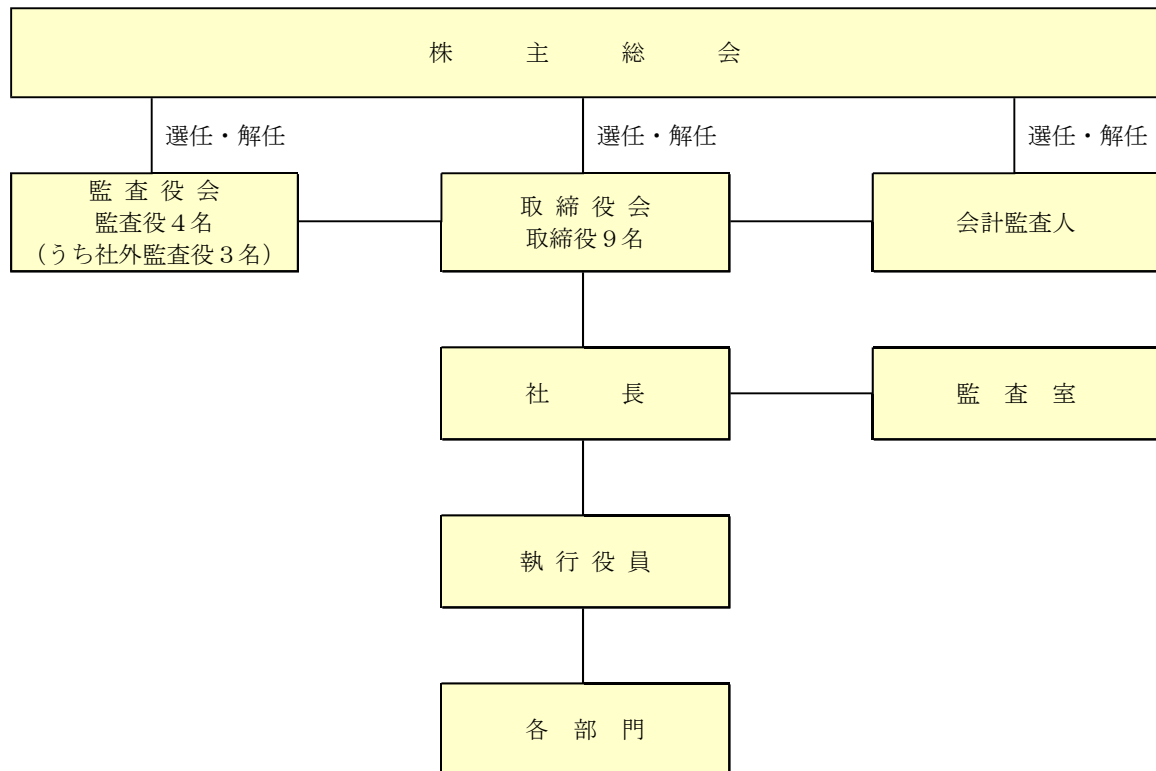 株主総会
選任・解任
選任・解任
選任・解任
監査役会
監査役４名
（うち社外監査役３名）
取締役会
取締役９名
会計監査人
社長
監査室
執行役員
各部門